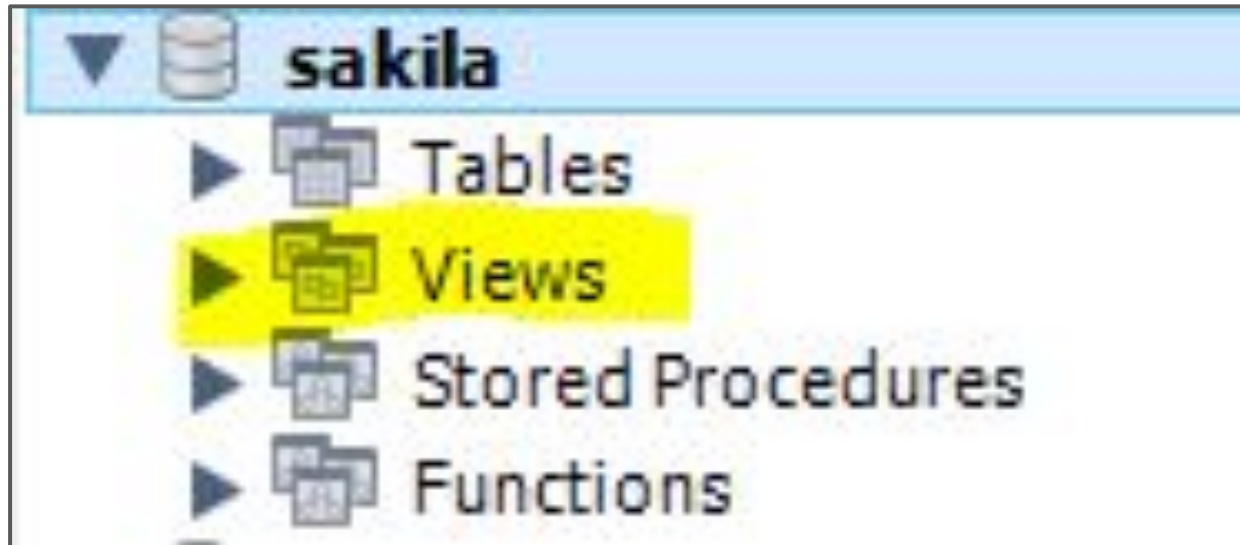 sakila
Tables
Views
Stored Procedures
Functions